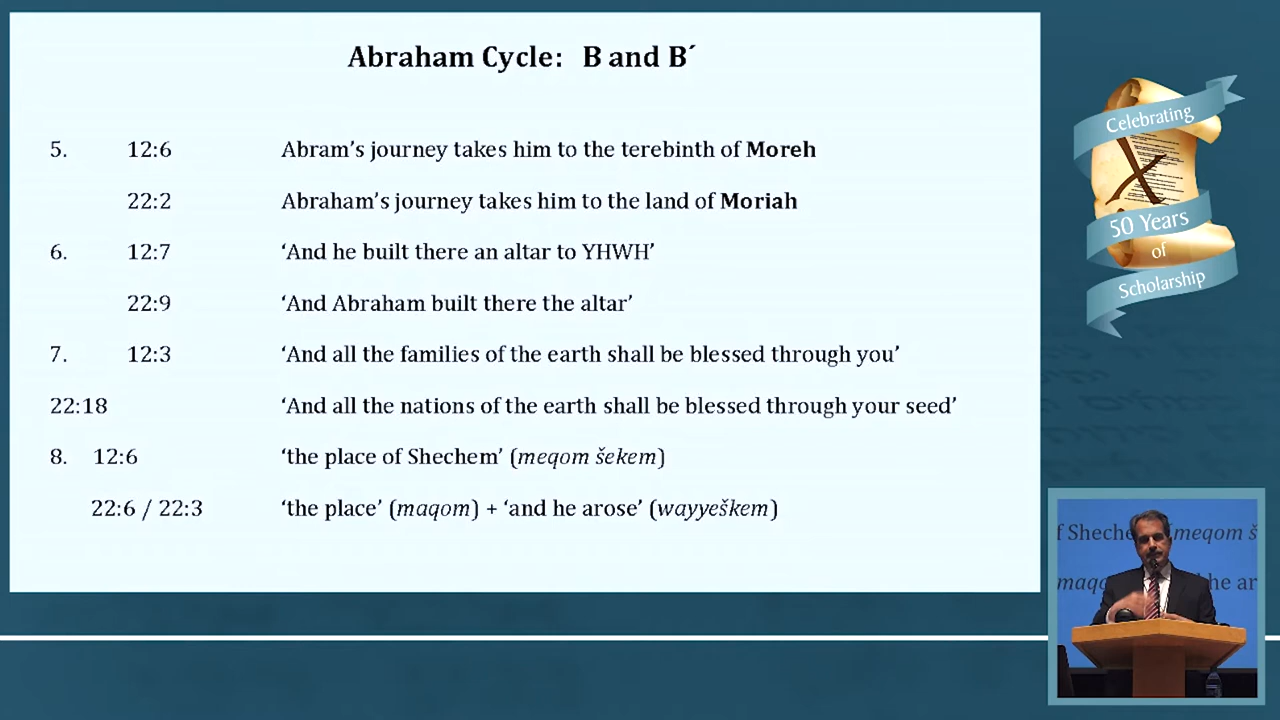 Abraham Cycle: B and B´
5. 12:6 Abram’s journey takes him to the terebinth of Moreh
22:2 Abraham’s journey takes him to the land of Moriah
6. 12:7 ‘And he built there an altar to YHWH’
22:9 ‘And Abraham built there the altar’
7. 12:3 ‘And all the families of the earth shall be blessed through you’
22:18 ‘And all the nations of the earth shall be blessed through your seed’
8. 12:6 ‘the place of Shechem’ (meqom šekem)
22:6 / 22:3 ‘the place’ (maqom) + ‘and he arose’ (wayyeškem)
Celebrating
50 Years
of
Scholarship
f Sheche meqom š
maqo he ar